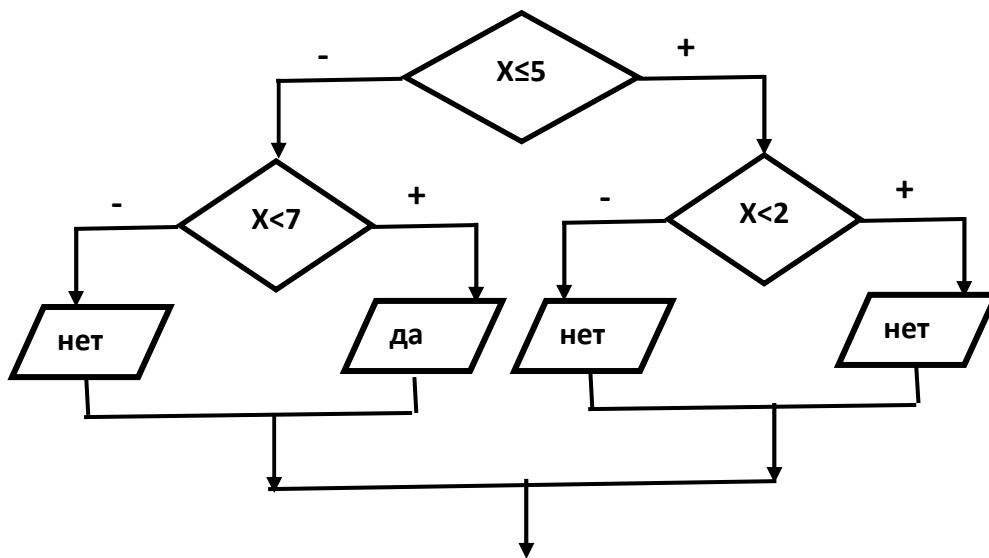 - X≤5 +
- X<7 + - X<2 +
нет да нет нет